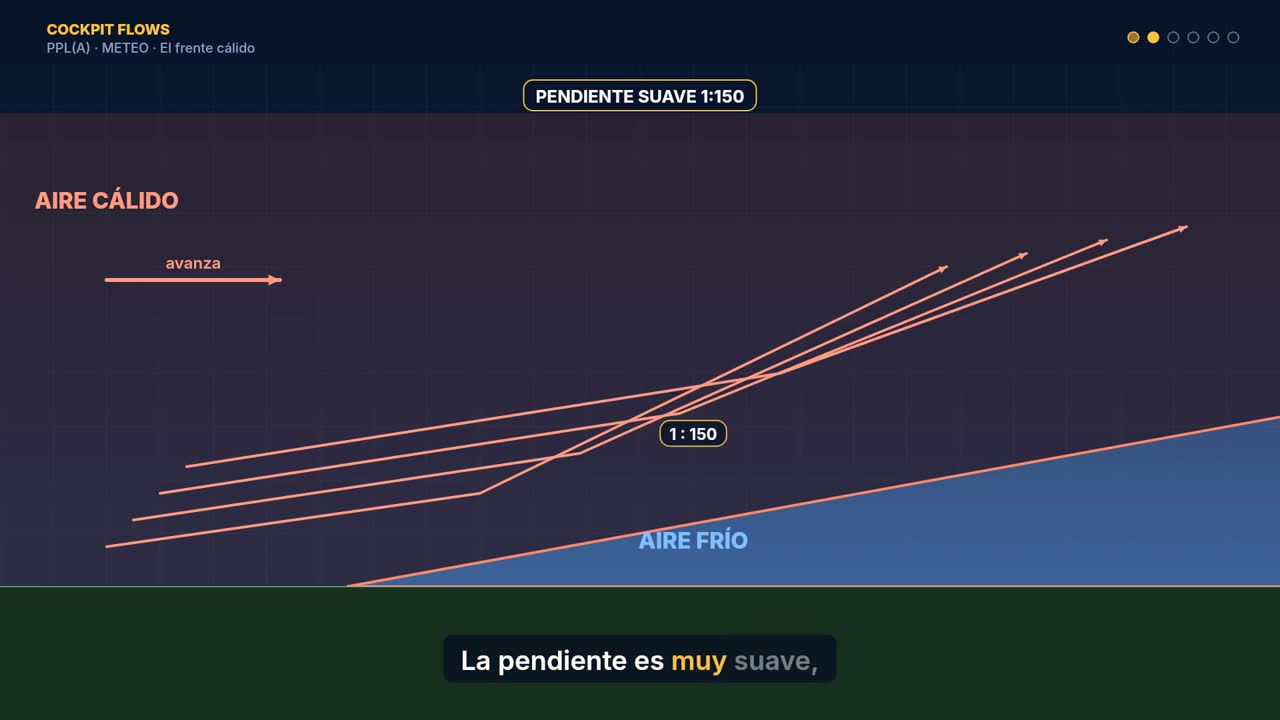 COCKPIT FLOWS
PPL(A) · METEO · El frente cálido
PENDIENTE SUAVE 1:150
AIRE CÁLIDO
avanza
1 : 150
AIRE FRÍO
La pendiente es muy suave,